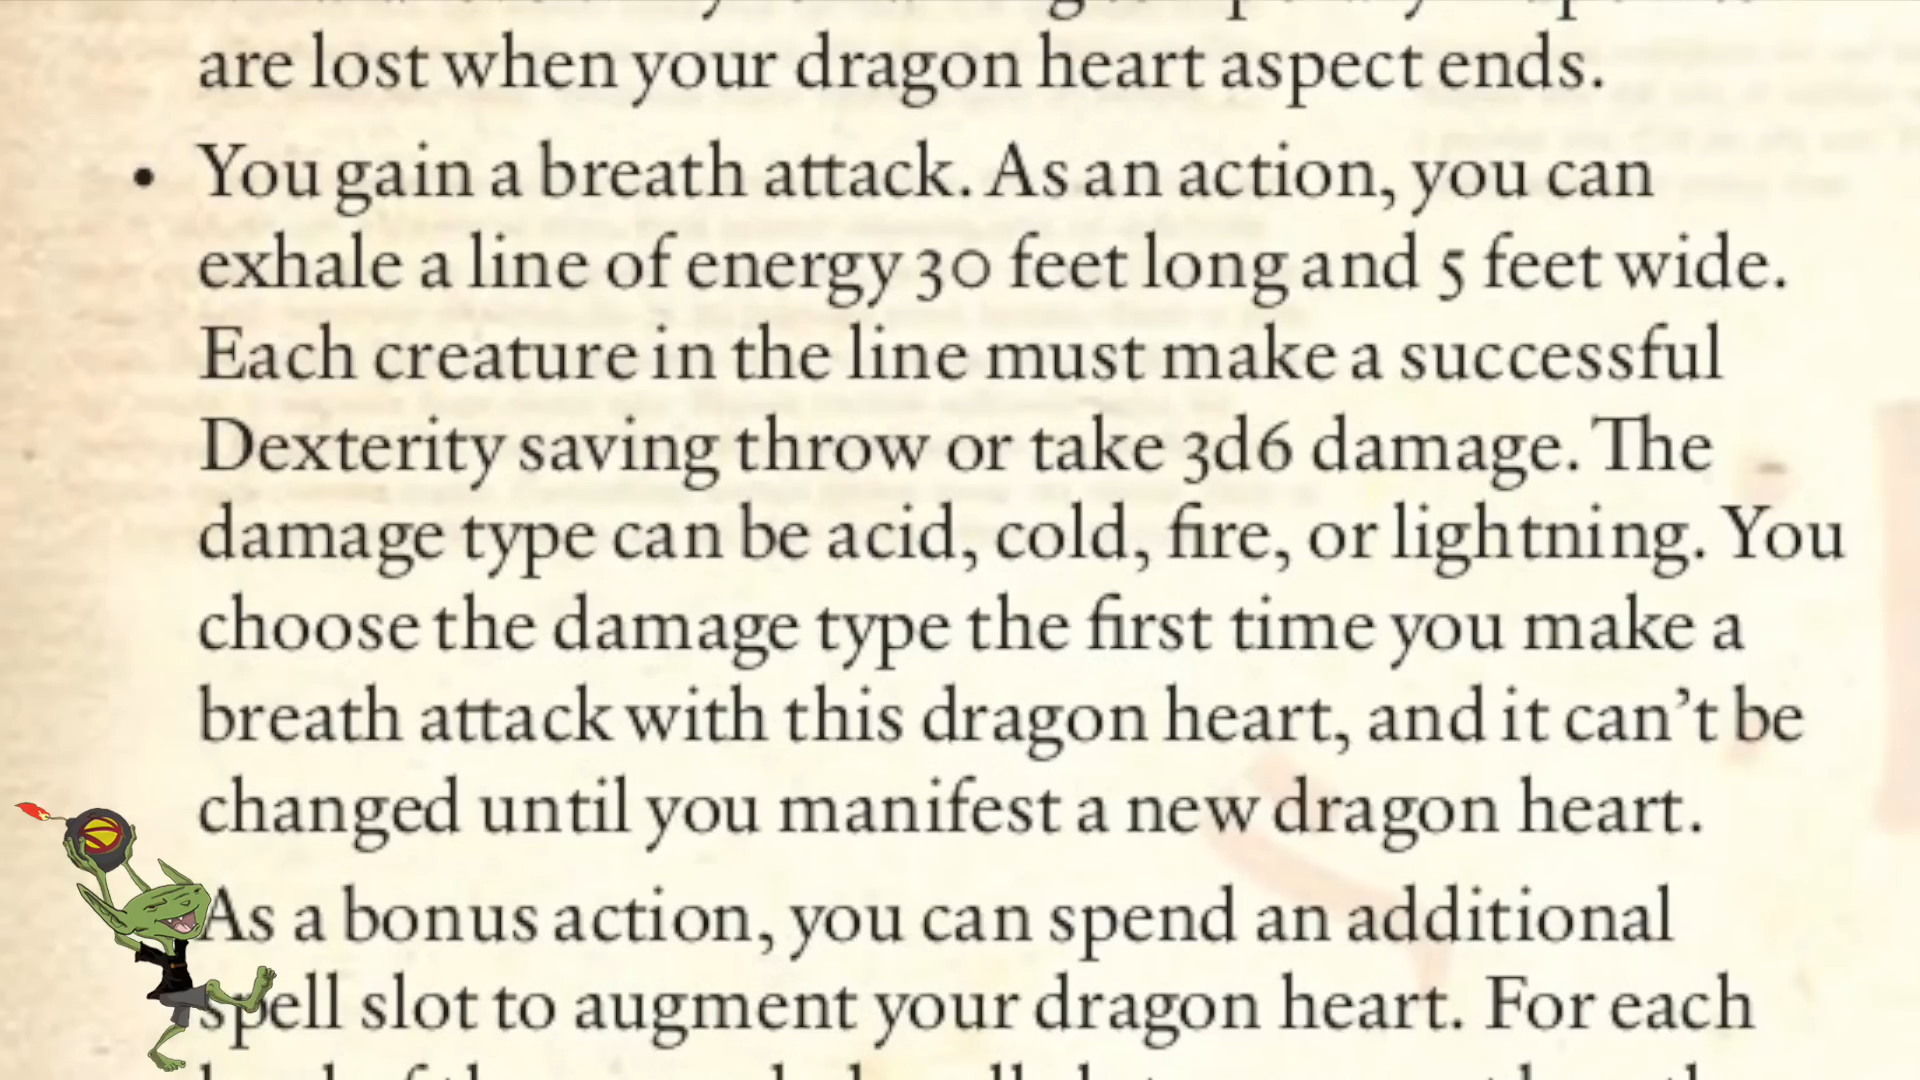 are lost when your dragon heart aspect ends.
• You gain a breath attack. As an action, you can
exhale a line of energy 30 feet long and 5 feet wide.
Each creature in the line must make a successful
Dexterity saving throw or take 3d6 damage. The
damage type can be acid, cold, fire, or lightning. You
choose the damage type the first time you make a
breath attack with this dragon heart, and it can’t be
changed until you manifest a new dragon heart.
As a bonus action, you can spend an additional
spell slot to augment your dragon heart. For each